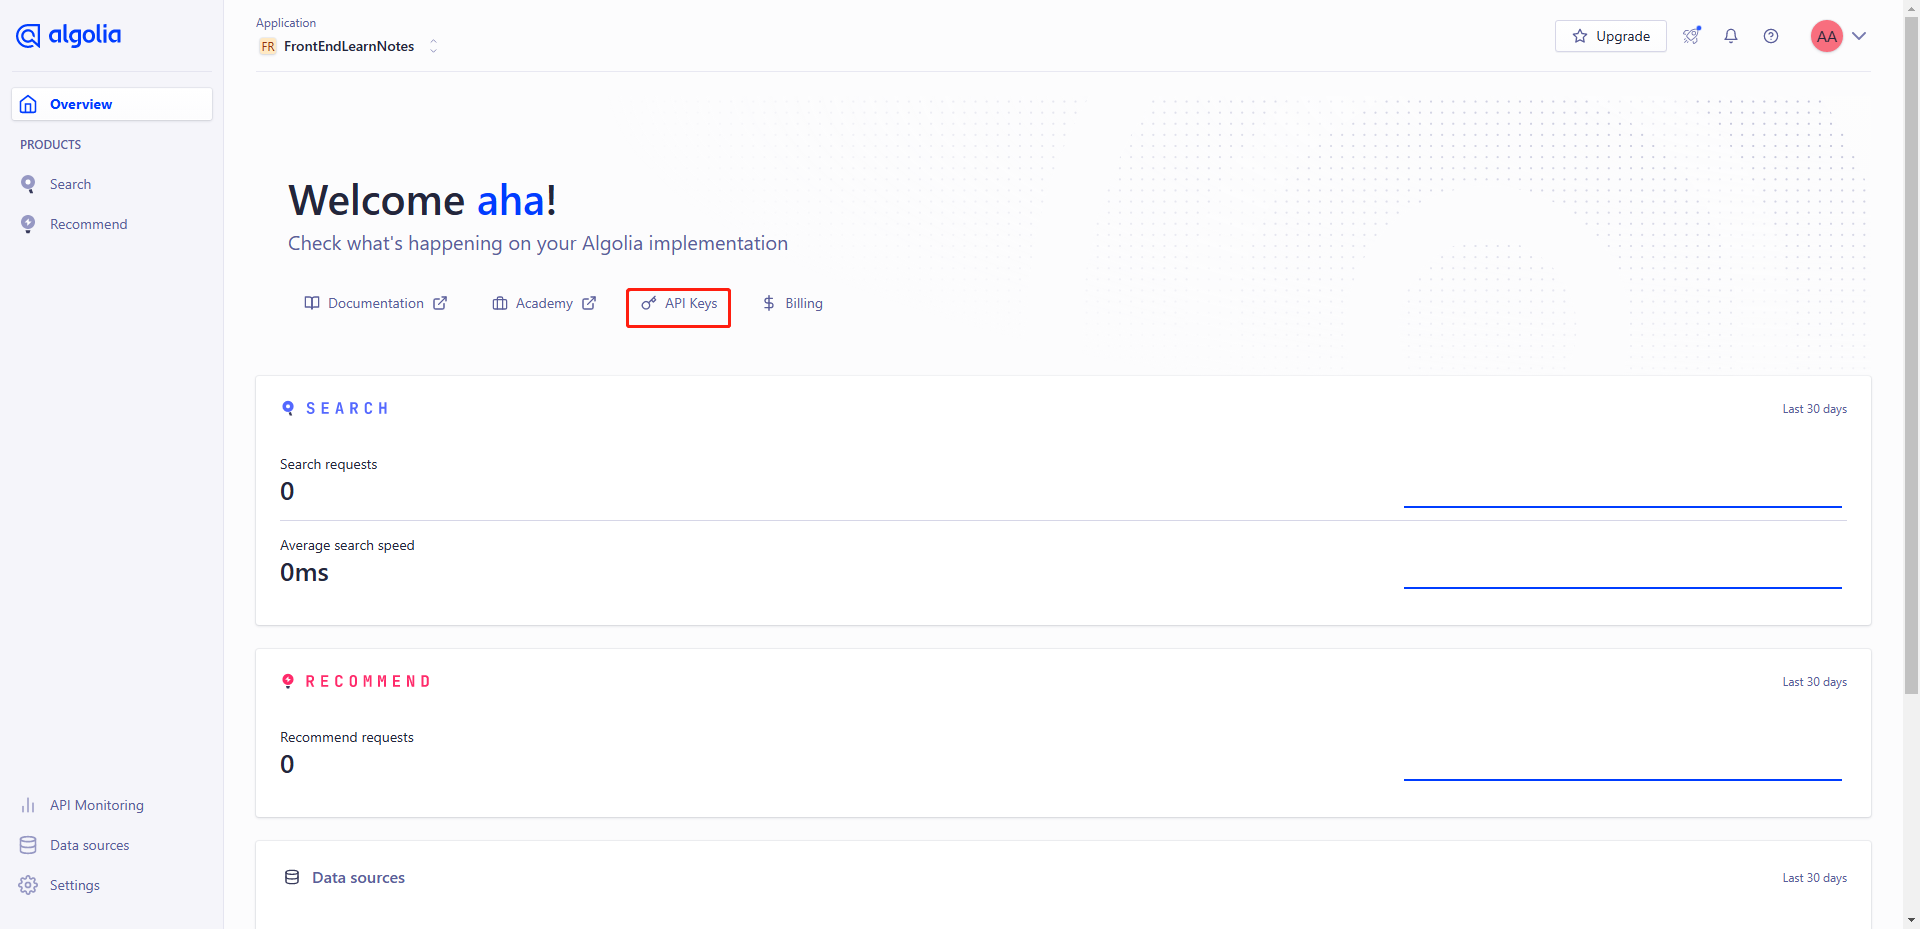 algolia
Application
FR FrontEndLearnNotes
Upgrade
AA
Overview
PRODUCTS
Search
Recommend
Welcome aha!
Check what's happening on your Algolia implementation
Documentation
Academy
API Keys
Billing
SEARCH
Last 30 days
Search requests
0
Average search speed
0ms
RECOMMEND
Last 30 days
Recommend requests
0
API Monitoring
Data sources
Settings
Data sources
Last 30 days